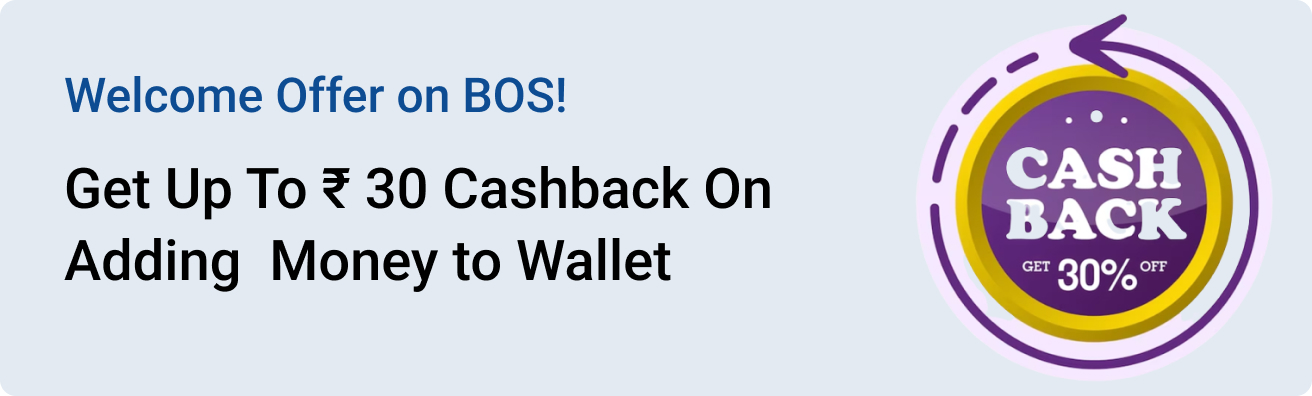 Welcome Offer on BOS!
Get Up To ₹ 30 Cashback On
Adding  Money to Wallet
CASH
BACK
GET 30% OFF